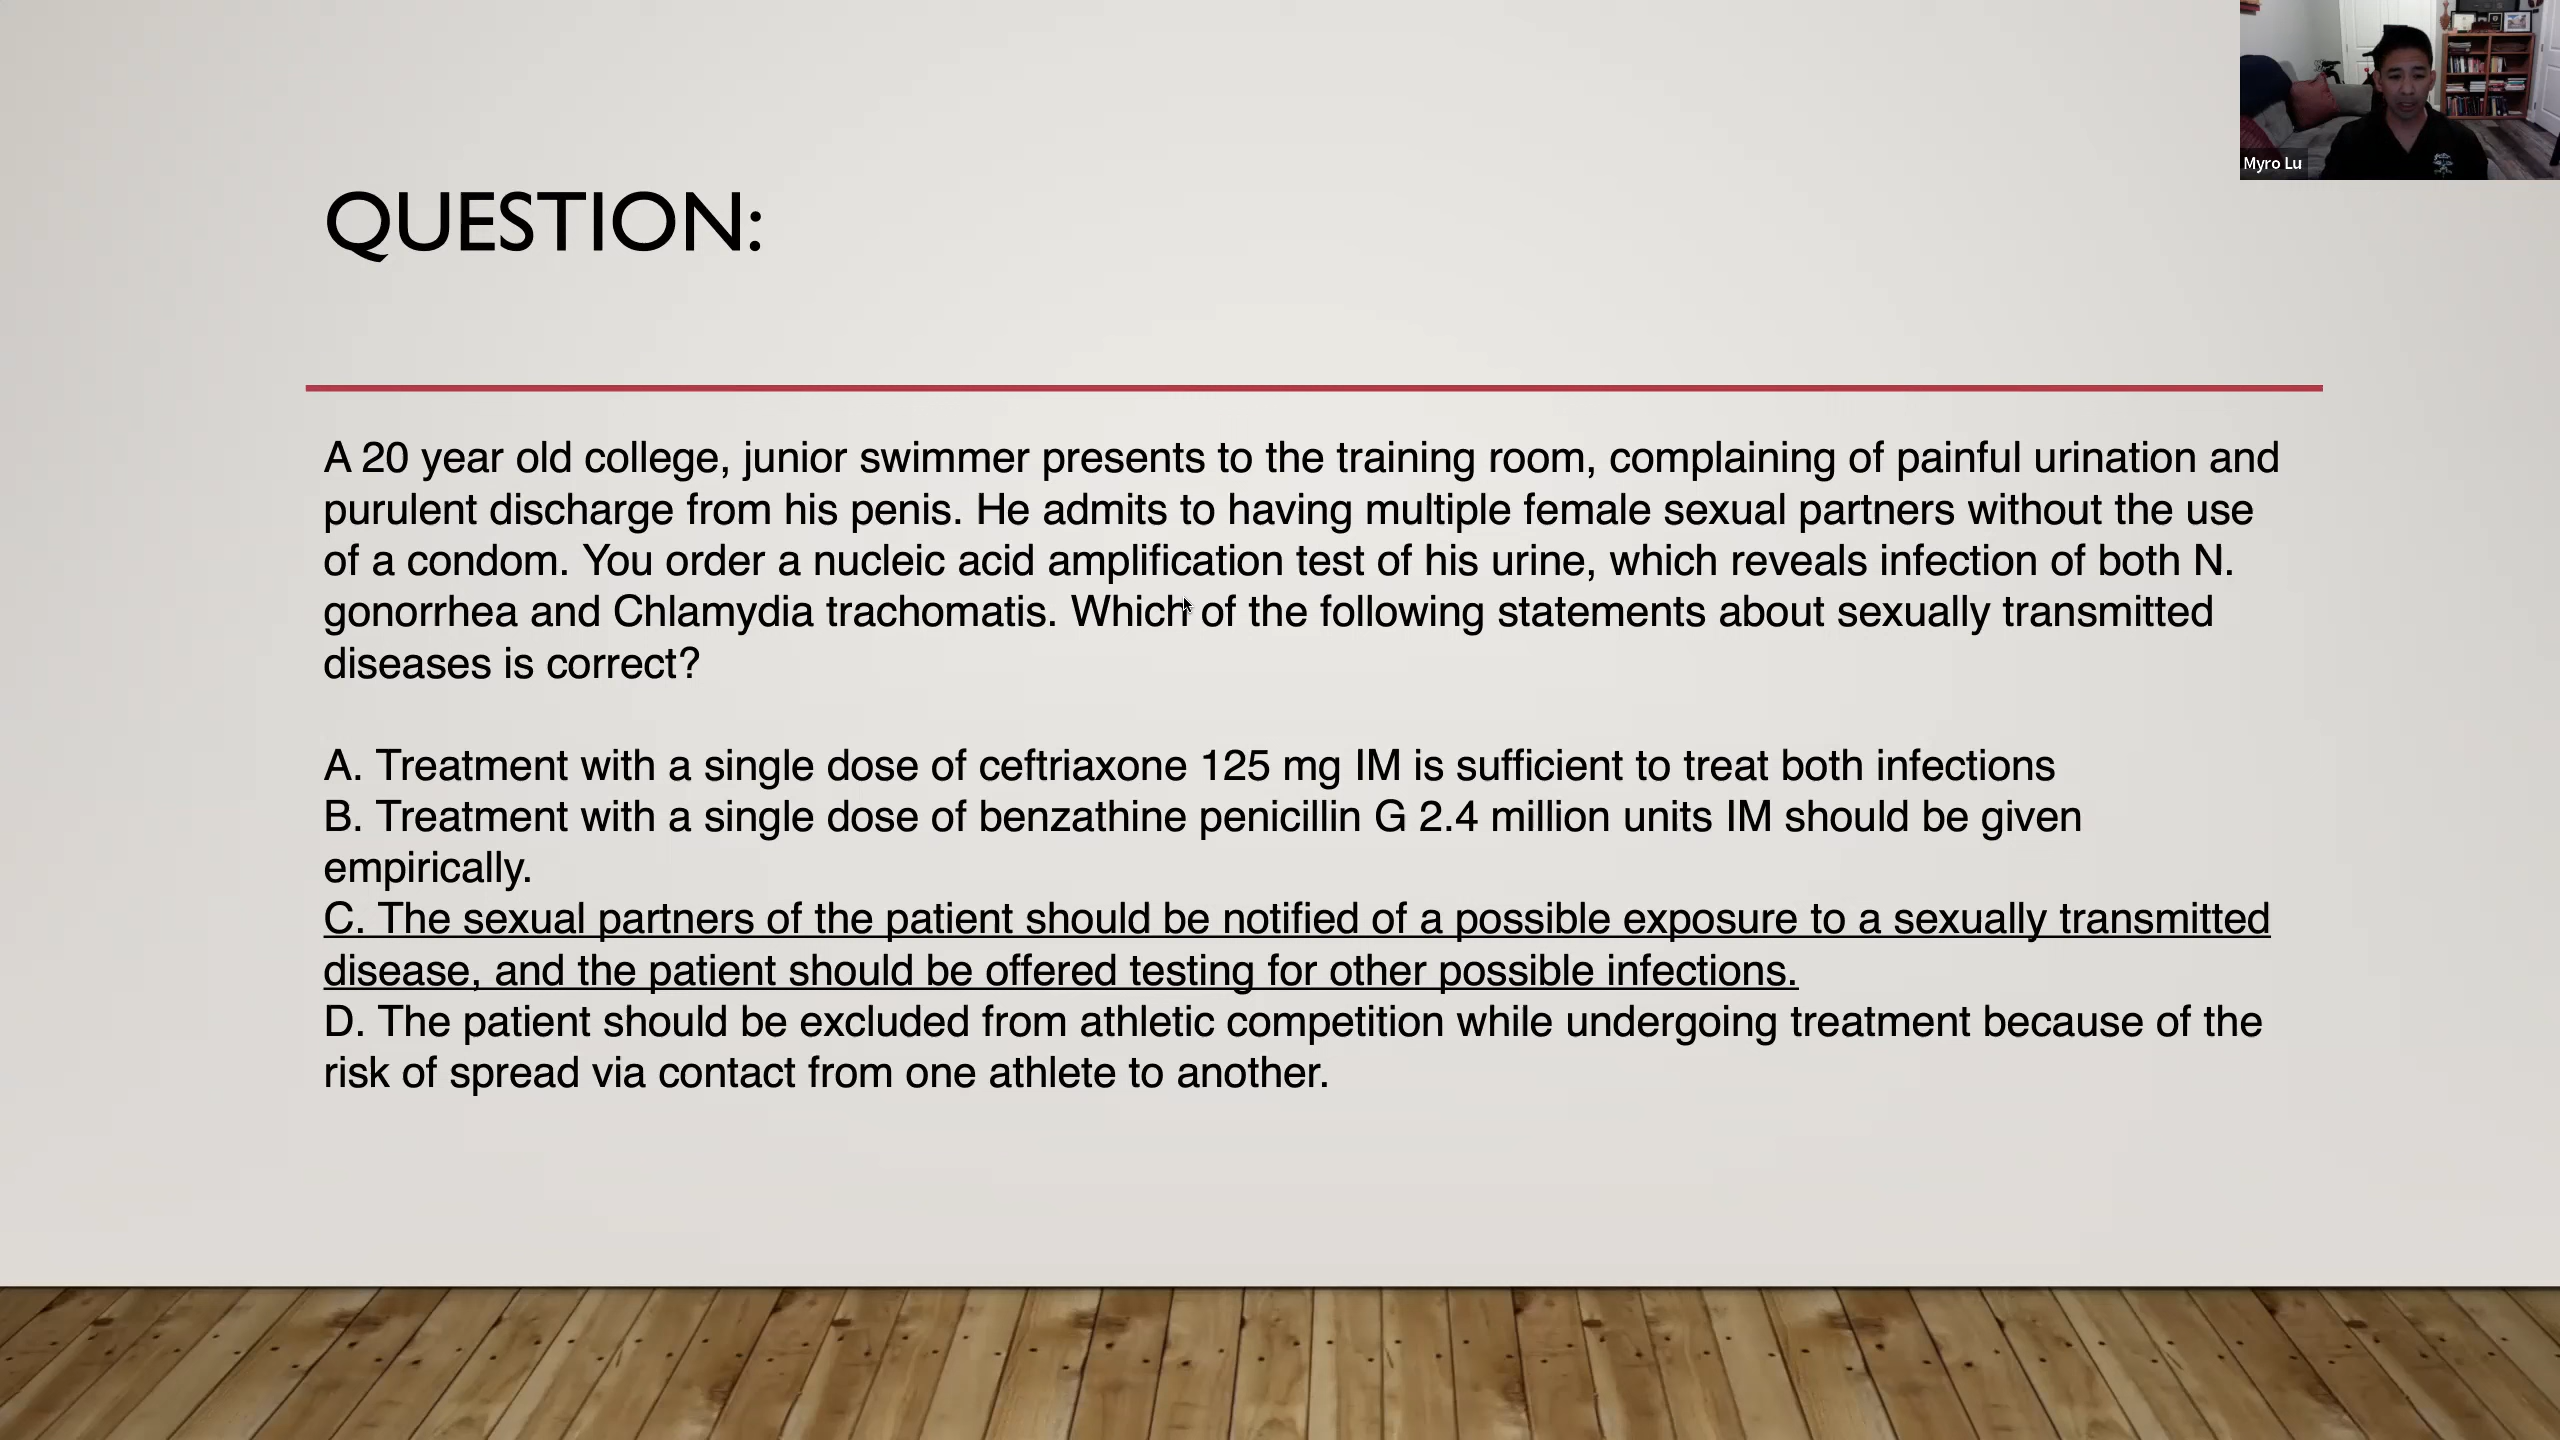 Myro Lu
QUESTION:
A 20 year old college, junior swimmer presents to the training room, complaining of painful urination and
purulent discharge from his penis. He admits to having multiple female sexual partners without the use
of a condom. You order a nucleic acid amplification test of his urine, which reveals infection of both N.
gonorrhea and Chlamydia trachomatis. Which of the following statements about sexually transmitted
diseases is correct?
A. Treatment with a single dose of ceftriaxone 125 mg IM is sufficient to treat both infections
B. Treatment with a single dose of benzathine penicillin G 2.4 million units IM should be given
empirically.
C. The sexual partners of the patient should be notified of a possible exposure to a sexually transmitted
disease, and the patient should be offered testing for other possible infections.
D. The patient should be excluded from athletic competition while undergoing treatment because of the
risk of spread via contact from one athlete to another.